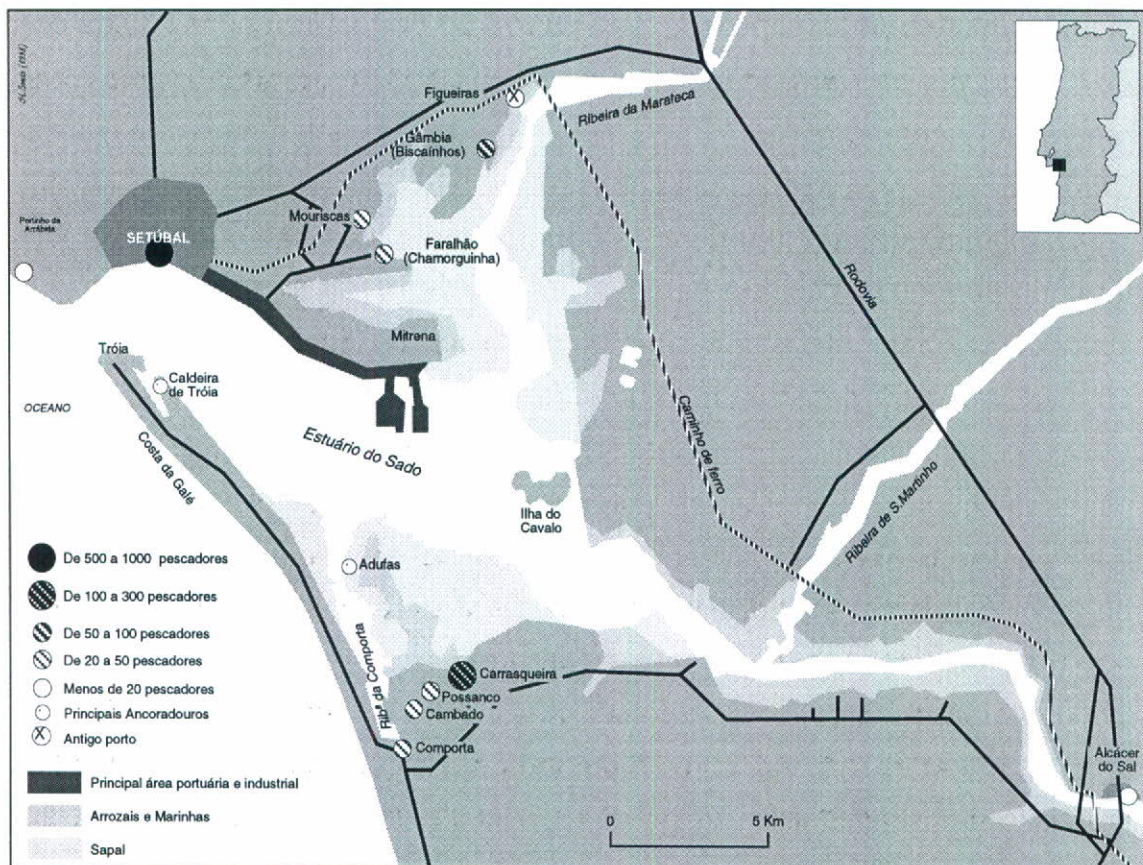 Figueiras
Ribeira da Marateca
Gâmbia
(Biscaínhos)
Mouriscas
Portinho da
Arrábida
SETÚBAL
Faralhão
(Chamorguinha)
Rodovia
Mitrena
Tróia
Caldeira
de Tróia
OCEANO
Estuário do Sado
Costa da Galé
Caminho de ferro
Ilha do
Cavalo
Ribeira de S.Martinho
Adufas
Ribª da Comporta
Carrasqueira
Possanco
Cambado
Comporta
Alcácer
do Sal
De 500 a 1000 pescadores
De 100 a 300 pescadores
De 50 a 100 pescadores
De 20 a 50 pescadores
Menos de 20 pescadores
Principais Ancoradouros
Antigo porto
Principal área portuária e industrial
Arrozais e Marinhas
Sapal
0 5 Km